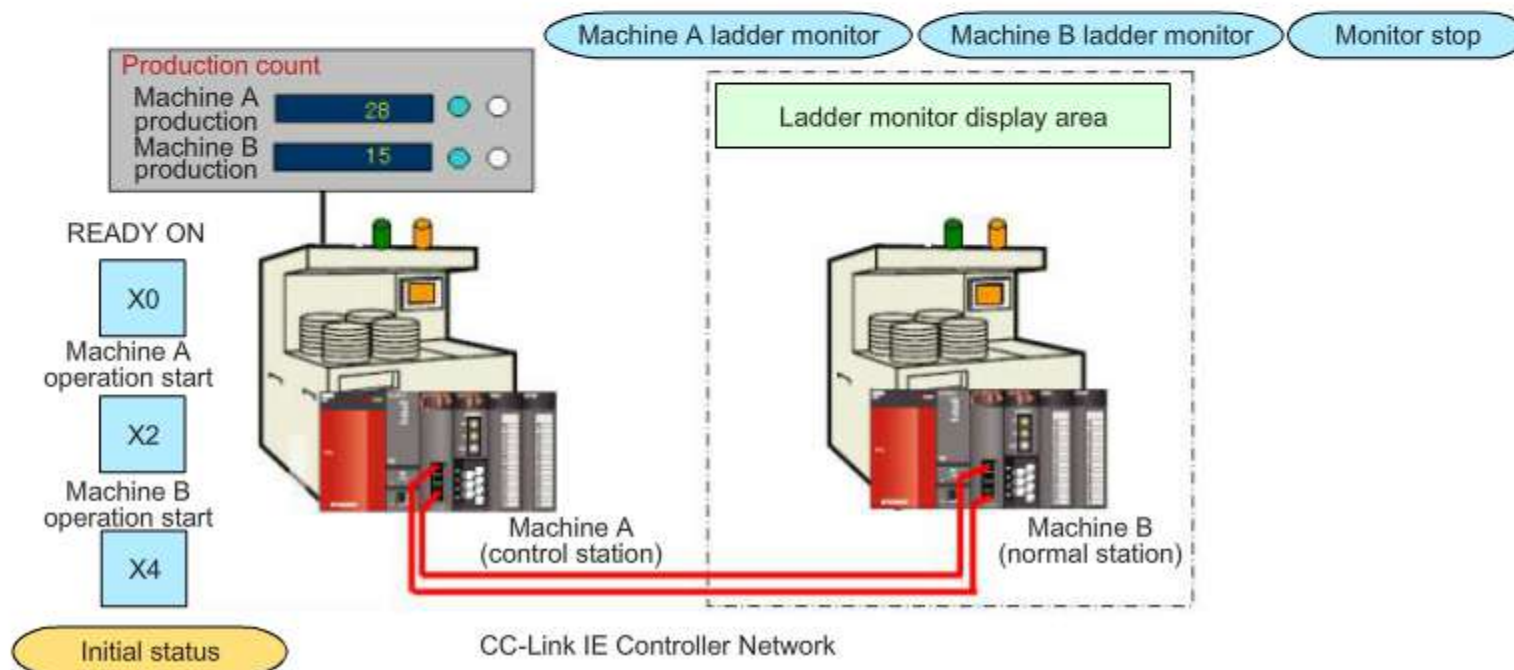 Machine A ladder monitor
Machine B ladder monitor
Monitor stop
Production count
Machine A
production
28
Machine B
production
15
Ladder monitor display area
READY ON
X0
Machine A
operation start
X2
Machine B
operation start
X4
Machine A
(control station)
Machine B
(normal station)
Initial status
CC-Link IE Controller Network